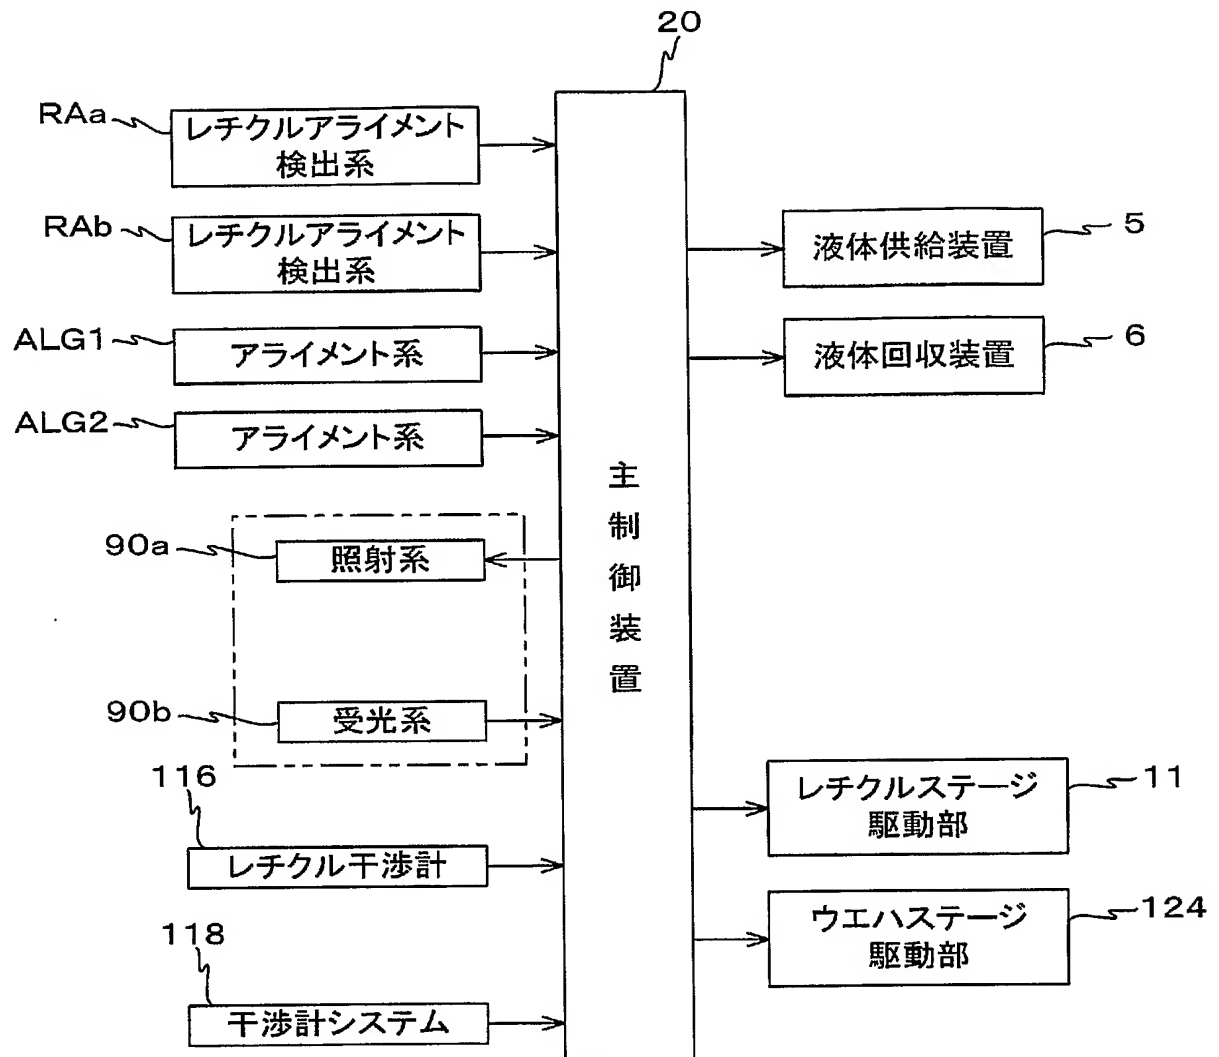 20
RAa
レチクルアライメント
検出系
RAb
レチクルアライメント
検出系
ALG1
アライメント系
ALG2
アライメント系
90a
照射系
90b
受光系
116
レチクル干渉計
118
干渉計システム
主制御装置
液体供給装置
5
液体回収装置
6
レチクルステージ
駆動部
11
ウエハステージ
駆動部
124